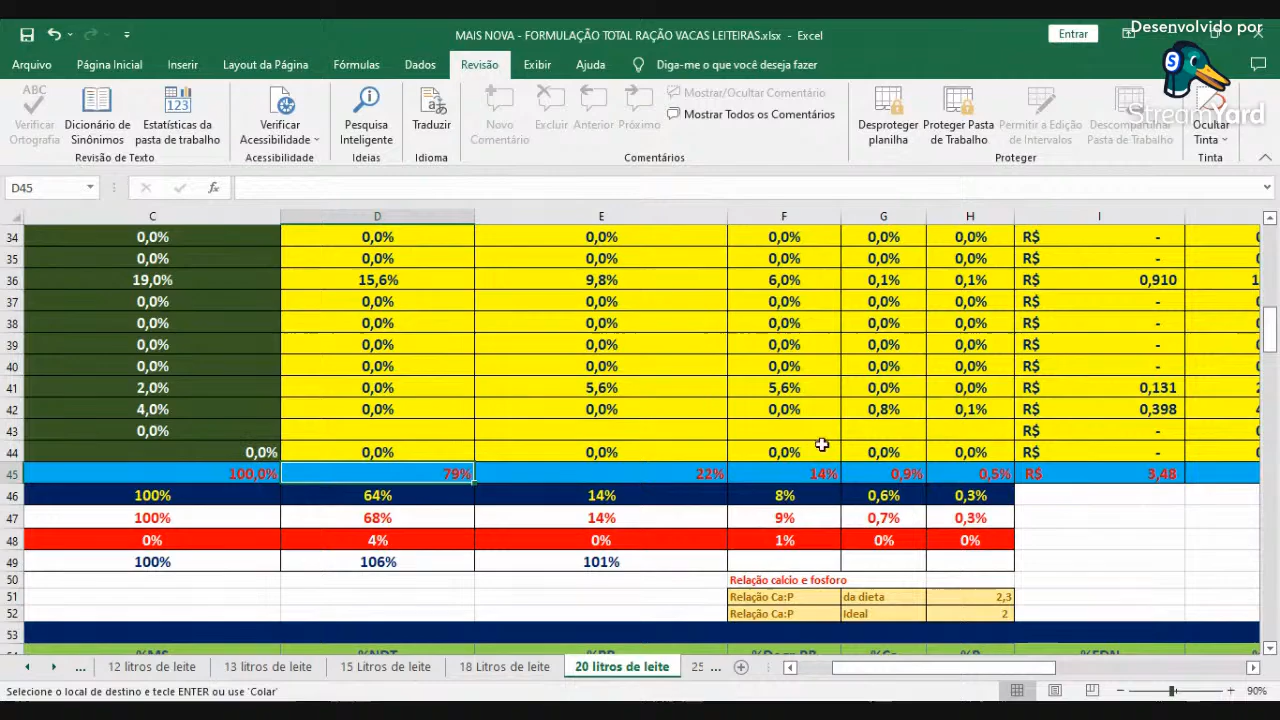 Desenvolvido por
StreamYard
MAIS NOVA - FORMULAÇÃO TOTAL RAÇÃO VACAS LEITEIRAS.xlsx - Excel
Entrar
Arquivo Página Inicial Inserir Layout da Página Fórmulas Dados Revisão Exibir Ajuda Diga-me o que você deseja fazer
ABC
Verificar Ortografia
Dicionário de Sinônimos
123
Estatísticas da pasta de trabalho
Revisão de Texto
Verificar Acessibilidade
Acessibilidade
Pesquisa Inteligente
Ideias
Traduzir
Idioma
Novo Comentário
Excluir
Anterior
Próximo
Mostrar/Ocultar Comentário
Mostrar Todos os Comentários
Comentários
Desproteger planilha
Proteger Pasta de Trabalho
Permitir a Edição de Intervalos
Pasta de Trabalho
Proteger
Ocultar Tinta
Tinta
D45 fx
C D E F G H I
34 0,0% 0,0% 0,0% 0,0% 0,0% 0,0% R$ -
35 0,0% 0,0% 0,0% 0,0% 0,0% 0,0% R$ -
36 19,0% 15,6% 9,8% 6,0% 0,1% 0,1% R$ 0,910
37 0,0% 0,0% 0,0% 0,0% 0,0% 0,0% R$ -
38 0,0% 0,0% 0,0% 0,0% 0,0% 0,0% R$ -
39 0,0% 0,0% 0,0% 0,0% 0,0% 0,0% R$ -
40 0,0% 0,0% 0,0% 0,0% 0,0% 0,0% R$ -
41 2,0% 0,0% 5,6% 5,6% 0,0% 0,0% R$ 0,131
42 4,0% 0,0% 0,0% 0,0% 0,8% 0,1% R$ 0,398
43 0,0% R$ -
44 0,0% 0,0% 0,0% 0,0% 0,0% 0,0% R$ -
45 100,0% 79% 22% 14% 0,9% 0,5% R$ 3,48
46 100% 64% 14% 8% 0,6% 0,3%
47 100% 68% 14% 9% 0,7% 0,3%
48 0% 4% 0% 1% 0% 0%
49 100% 106% 101%
50 Relação calcio e fosforo
51 Relação Ca:P da dieta 2,3
52 Relação Ca:P Ideal 2
53
... 12 litros de leite 13 litros de leite 15 Litros de leite 18 Litros de leite 20 litros de leite 25 ...
Selecione o local de destino e tecle ENTER ou use 'Colar'
90%